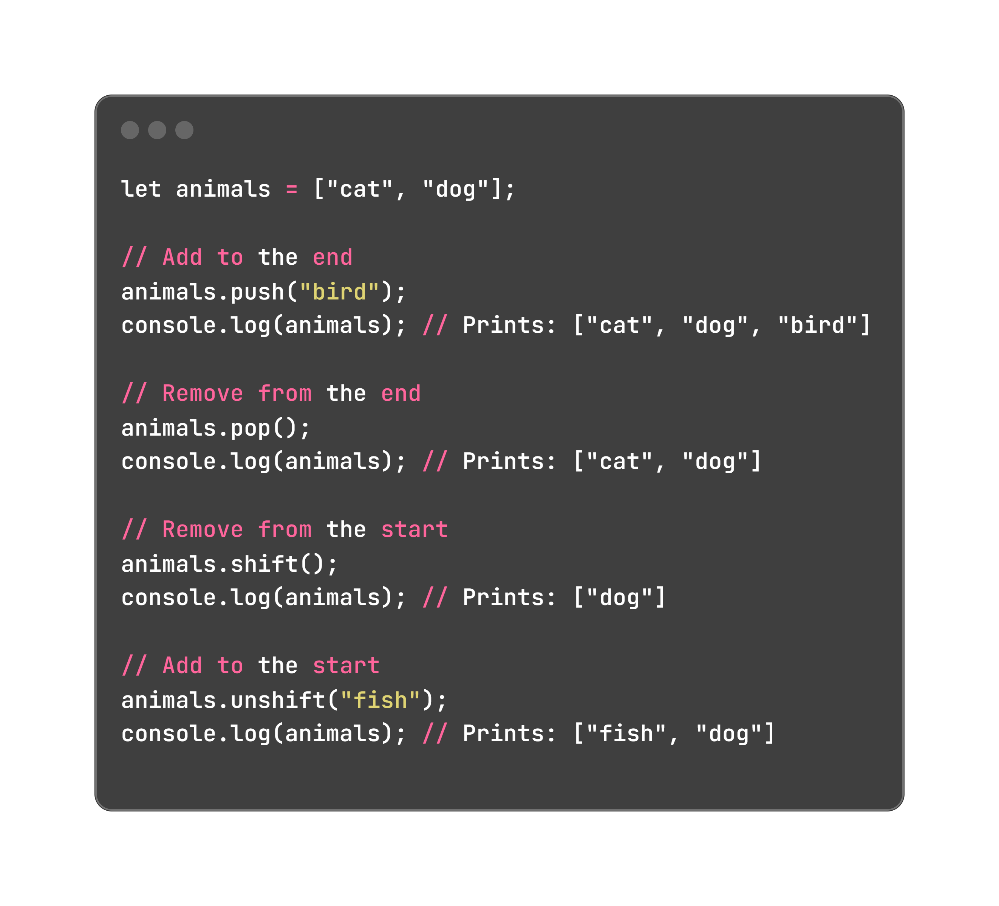 let animals = ["cat", "dog"];
// Add to the end
animals.push("bird");
console.log(animals); // Prints: ["cat", "dog", "bird"]
// Remove from the end
animals.pop();
console.log(animals); // Prints: ["cat", "dog"]
// Remove from the start
animals.shift();
console.log(animals); // Prints: ["dog"]
// Add to the start
animals.unshift("fish");
console.log(animals); // Prints: ["fish", "dog"]